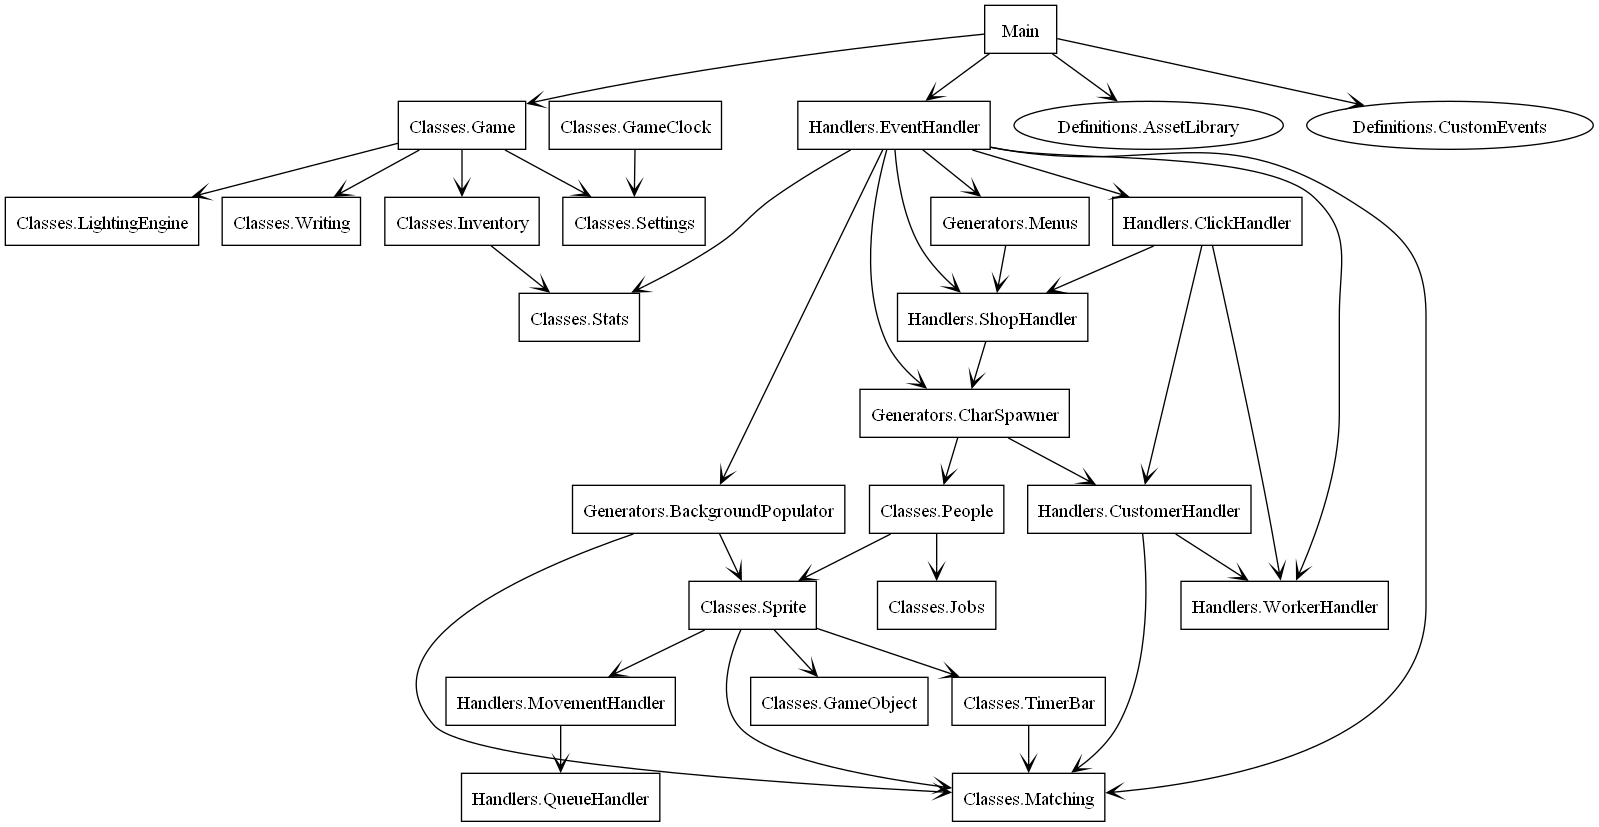 Main
Classes.Game
Classes.GameClock
Handlers.EventHandler
Definitions.AssetLibrary
Definitions.CustomEvents
Classes.LightingEngine
Classes.Writing
Classes.Inventory
Classes.Settings
Generators.Menus
Handlers.ClickHandler
Classes.Stats
Handlers.ShopHandler
Generators.CharSpawner
Generators.BackgroundPopulator
Classes.People
Handlers.CustomerHandler
Classes.Sprite
Classes.Jobs
Handlers.WorkerHandler
Handlers.MovementHandler
Classes.GameObject
Classes.TimerBar
Handlers.QueueHandler
Classes.Matching